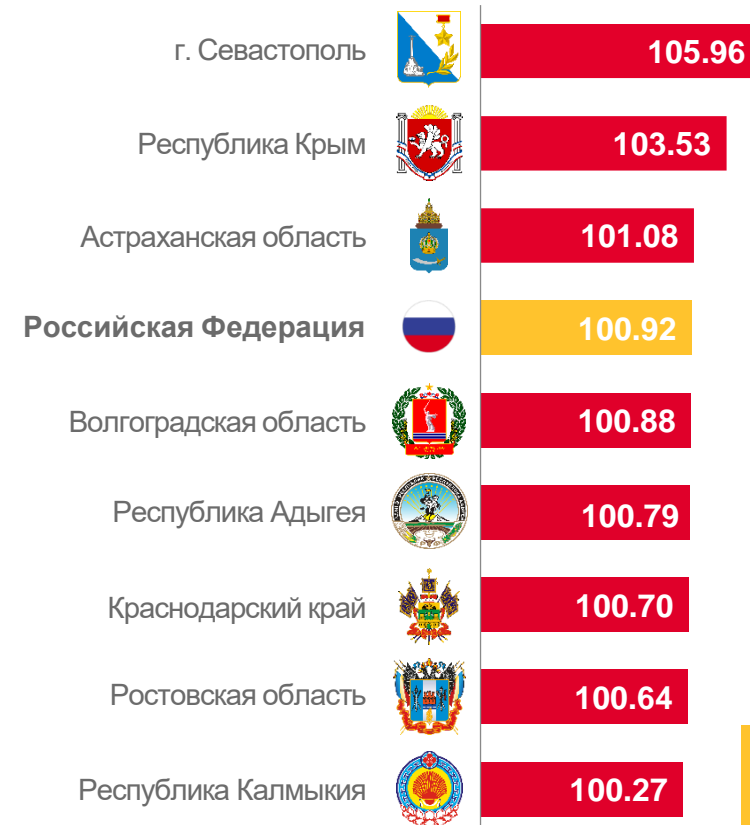 г. Севастополь 105.96
Республика Крым 103.53
Астраханская область 101.08
Российская Федерация 100.92
Волгоградская область 100.88
Республика Адыгея 100.79
Краснодарский край 100.70
Ростовская область 100.64
Республика Калмыкия 100.27